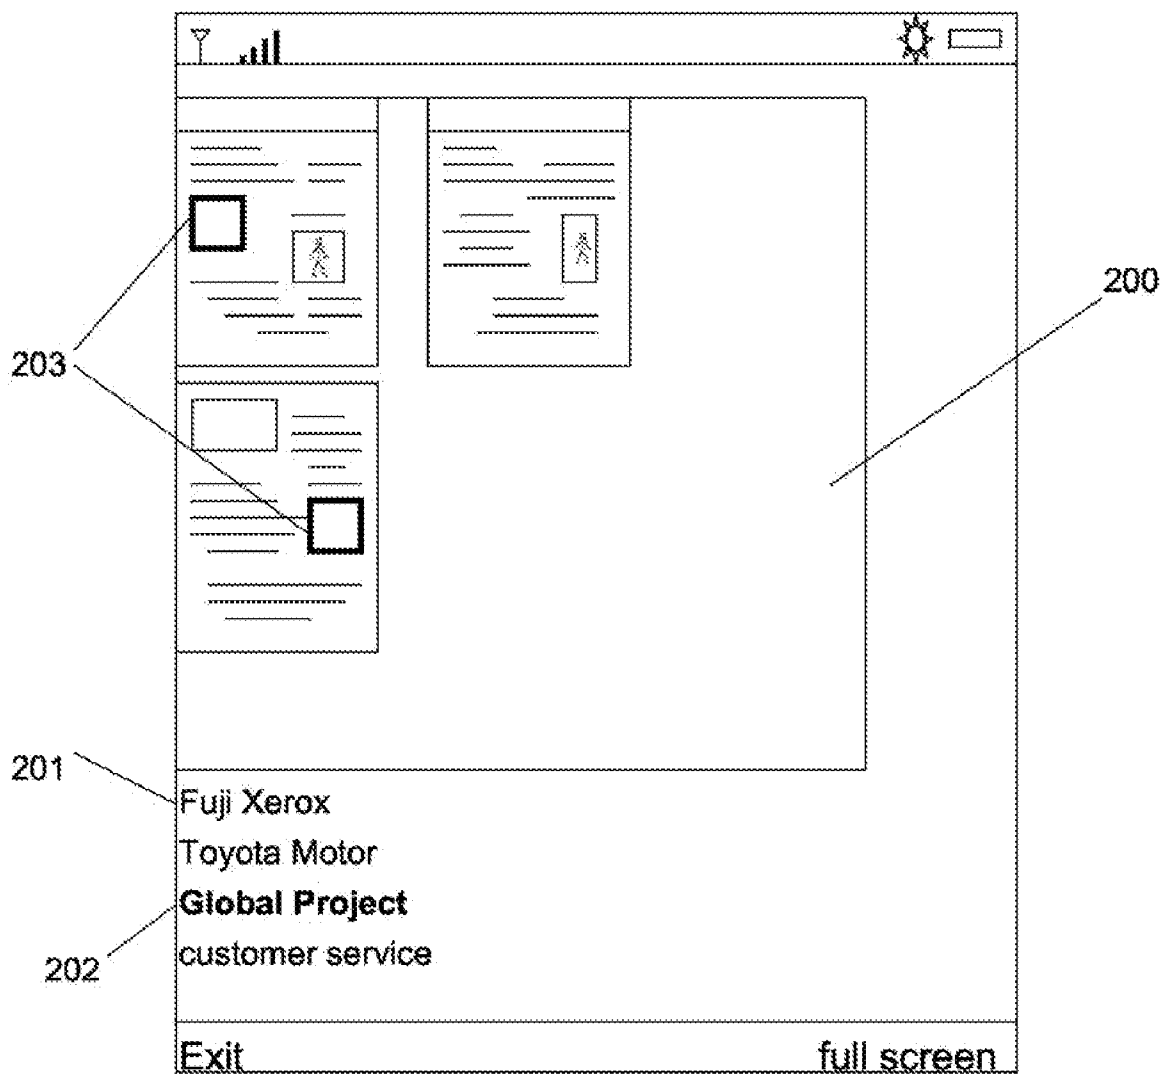 200
203
201
Fuji Xerox
Toyota Motor
Global Project
202
customer service
Exit
full screen